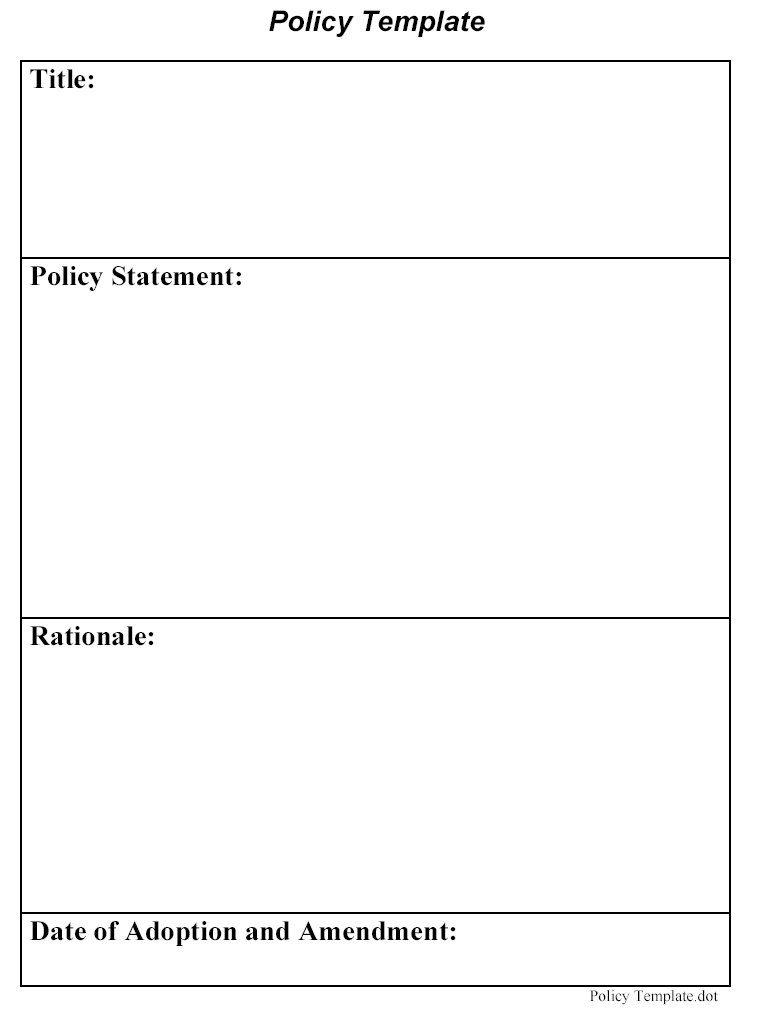 Policy Template
Title:
Policy Statement:
Rationale:
Date of Adoption and Amendment:
Policy Template.dot